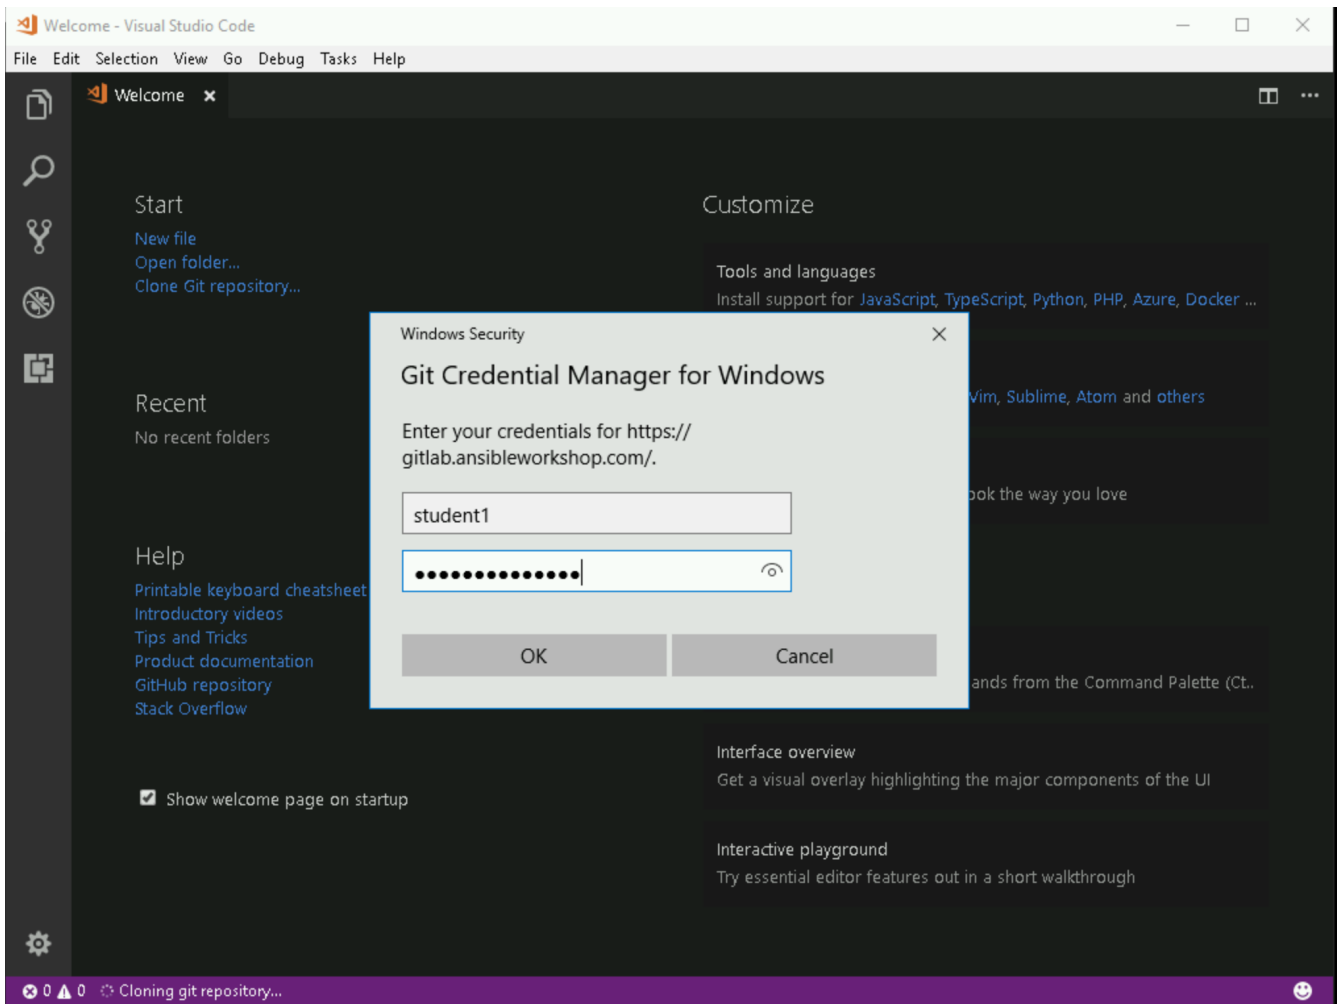 Welcome - Visual Studio Code
File Edit Selection View Go Debug Tasks Help
Welcome
Start
New file
Open folder...
Clone Git repository...
Recent
No recent folders
Help
Printable keyboard cheatsheet
Introductory videos
Tips and Tricks
Product documentation
GitHub repository
Stack Overflow
Show welcome page on startup
Customize
Tools and languages
Install support for JavaScript, TypeScript, Python, PHP, Azure, Docker ...
Vim, Sublime, Atom and others
the way you love
from the Command Palette (Ct..
Interface overview
Get a visual overlay highlighting the major components of the UI
Interactive playground
Try essential editor features out in a short walkthrough
Windows Security
Git Credential Manager for Windows
Enter your credentials for https://
gitlab.ansibleworkshop.com/.
student1
●●●●●●●●●●●●●●
OK Cancel
0 0 Cloning git repository...